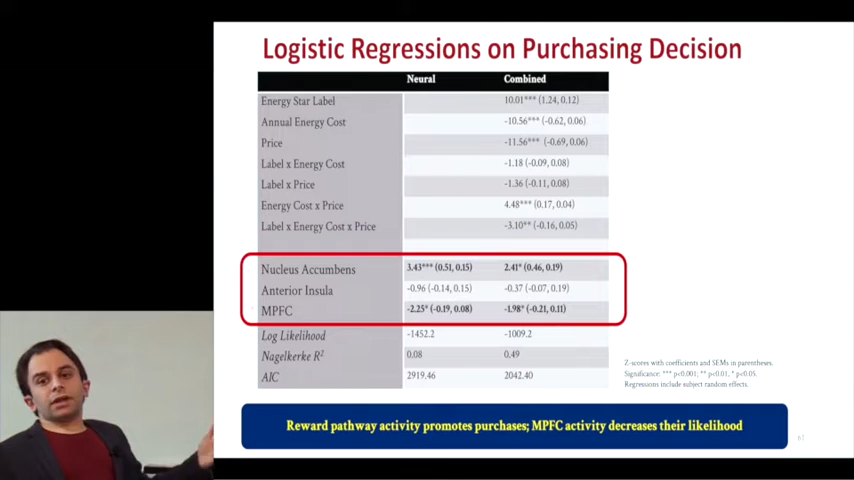 Logistic Regressions on Purchasing Decision
Neural Combined
Energy Star Label 10.01*** (1.24, 0.12)
Annual Energy Cost -10.56*** (-0.62, 0.06)
Price -11.56*** (-0.69, 0.06)
Label x Energy Cost -1.18 (-0.09, 0.08)
Label x Price -1.36 (-0.11, 0.08)
Energy Cost x Price 4.48*** (0.17, 0.04)
Label x Energy Cost x Price -3.10** (-0.16, 0.05)
Nucleus Accumbens 3.43*** (0.51, 0.15) 2.41* (0.46, 0.19)
Anterior Insula -0.96 (-0.14, 0.15) -0.37 (-0.07, 0.19)
MPFC -2.25* (-0.19, 0.08) -1.98* (-0.21, 0.11)
Log Likelihood -1452.2 -1009.2
Nagelkerke R² 0.08 0.49
AIC 2919.46 2042.40
Z-scores with coefficients and SEMs in parentheses.
Significance: *** p<0.001; ** p<0.01, * p<0.05.
Regressions include subject random effects.
Reward pathway activity promotes purchases; MPFC activity decreases their likelihood
61